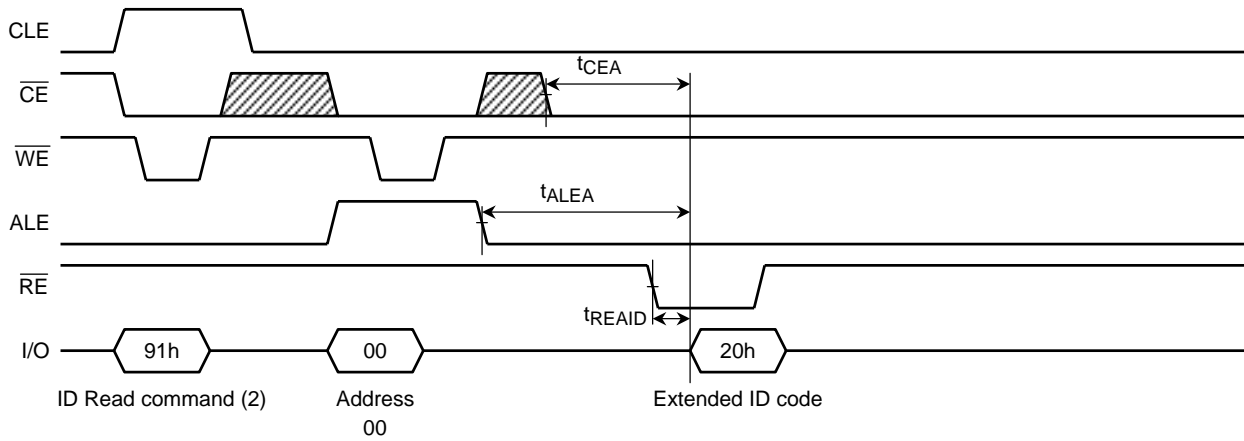 CLE
CE
tCEA
WE
tALEA
ALE
RE
tREAID
I/O 91h 00 20h
ID Read command (2) Address Extended ID code
00